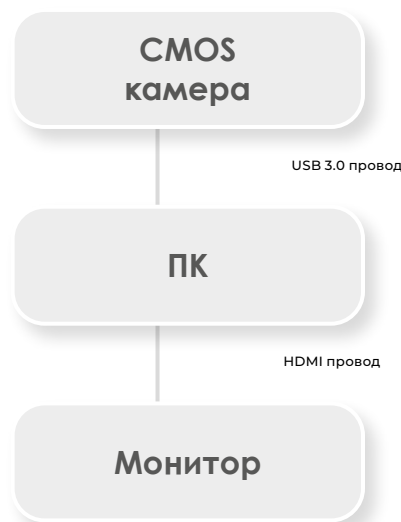 CMOS
камера
USB 3.0 провод
ПК
HDMI провод
Монитор